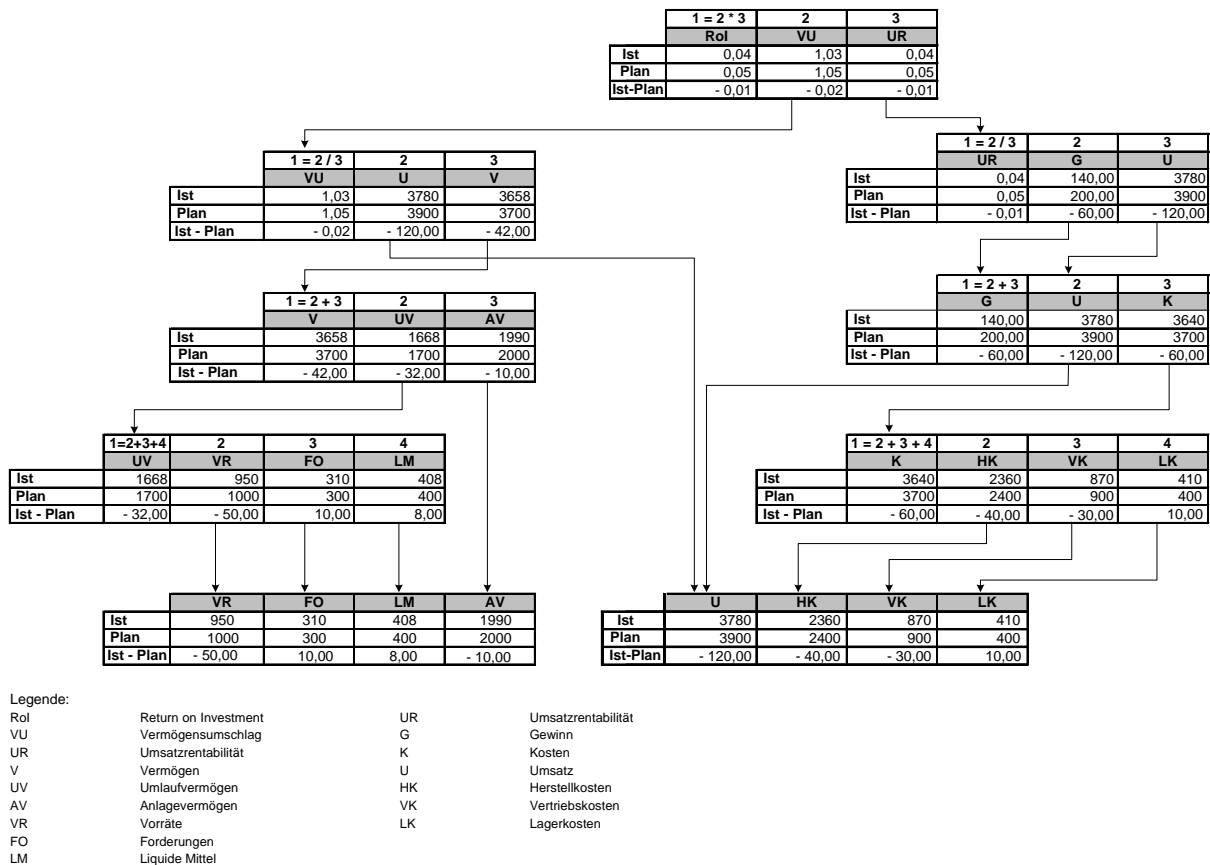 1 = 2 * 3 2 3
RoI VU UR
Ist 0,04 1,03 0,04
Plan 0,05 1,05 0,05
Ist-Plan - 0,01 - 0,02 - 0,01
1 = 2 / 3 2 3
VU U V
Ist 1,03 3780 3658
Plan 1,05 3900 3700
Ist - Plan - 0,02 - 120,00 - 42,00
1 = 2 / 3 2 3
UR G U
Ist 0,04 140,00 3780
Plan 0,05 200,00 3900
Ist - Plan - 0,01 - 60,00 - 120,00
1 = 2 + 3 2 3
V UV AV
Ist 3658 1668 1990
Plan 3700 1700 2000
Ist - Plan - 42,00 - 32,00 - 10,00
1 = 2 + 3 2 3
G U K
Ist 140,00 3780 3640
Plan 200,00 3900 3700
Ist - Plan - 60,00 - 120,00 - 60,00
1=2+3+4 2 3 4
UV VR FO LM
Ist 1668 950 310 408
Plan 1700 1000 300 400
Ist - Plan - 32,00 - 50,00 10,00 8,00
1 = 2 + 3 + 4 2 3 4
K HK VK LK
Ist 3640 2360 870 410
Plan 3700 2400 900 400
Ist - Plan - 60,00 - 40,00 - 30,00 10,00
VR FO LM AV
Ist 950 310 408 1990
Plan 1000 300 400 2000
Ist - Plan - 50,00 10,00 8,00 - 10,00
U HK VK LK
Ist 3780 2360 870 410
Plan 3900 2400 900 400
Ist-Plan - 120,00 - 40,00 - 30,00 10,00
Legende:
RoI Return on Investment UR Umsatzrentabilität
VU Vermögensumschlag G Gewinn
UR Umsatzrentabilität K Kosten
V Vermögen U Umsatz
UV Umlaufvermögen HK Herstellkosten
AV Anlagevermögen VK Vertriebskosten
VR Vorräte LK Lagerkosten
FO Forderungen
LM Liquide Mittel